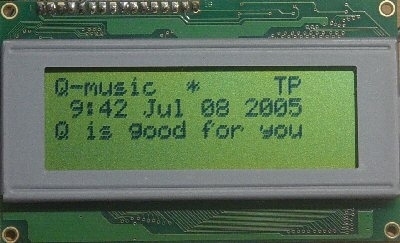 Q-music * TP
9:42 Jul 08 2005
Q is good for you